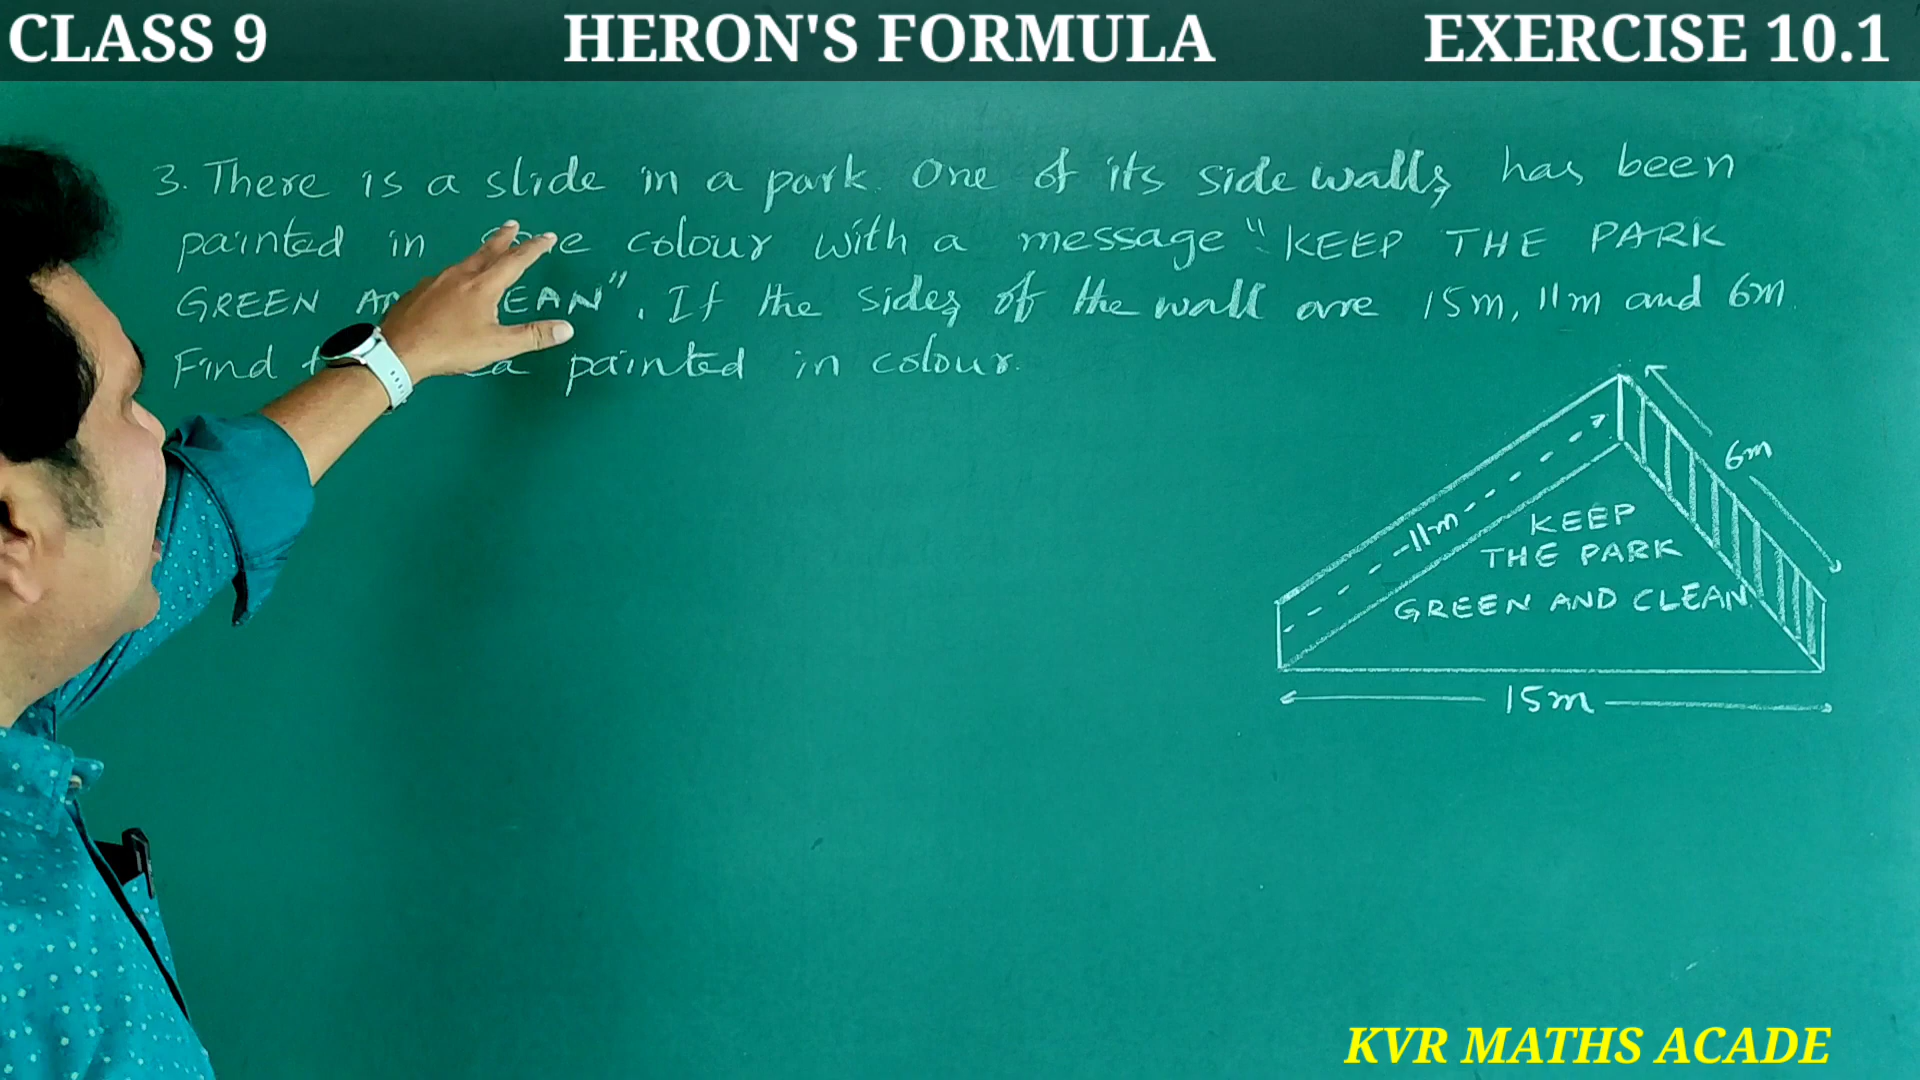 CLASS 9 HERON'S FORMULA EXERCISE 10.1
3. There is a slide in a park. One of its side walls has been
painted in colour with a message "KEEP THE PARK
GREEN CLEAN". If the sides of the wall are 15m, 11m and 6m.
Find painted in colour.
6m
11m
KEEP
THE PARK
GREEN AND CLEAN
15m
KVR MATHS ACADE